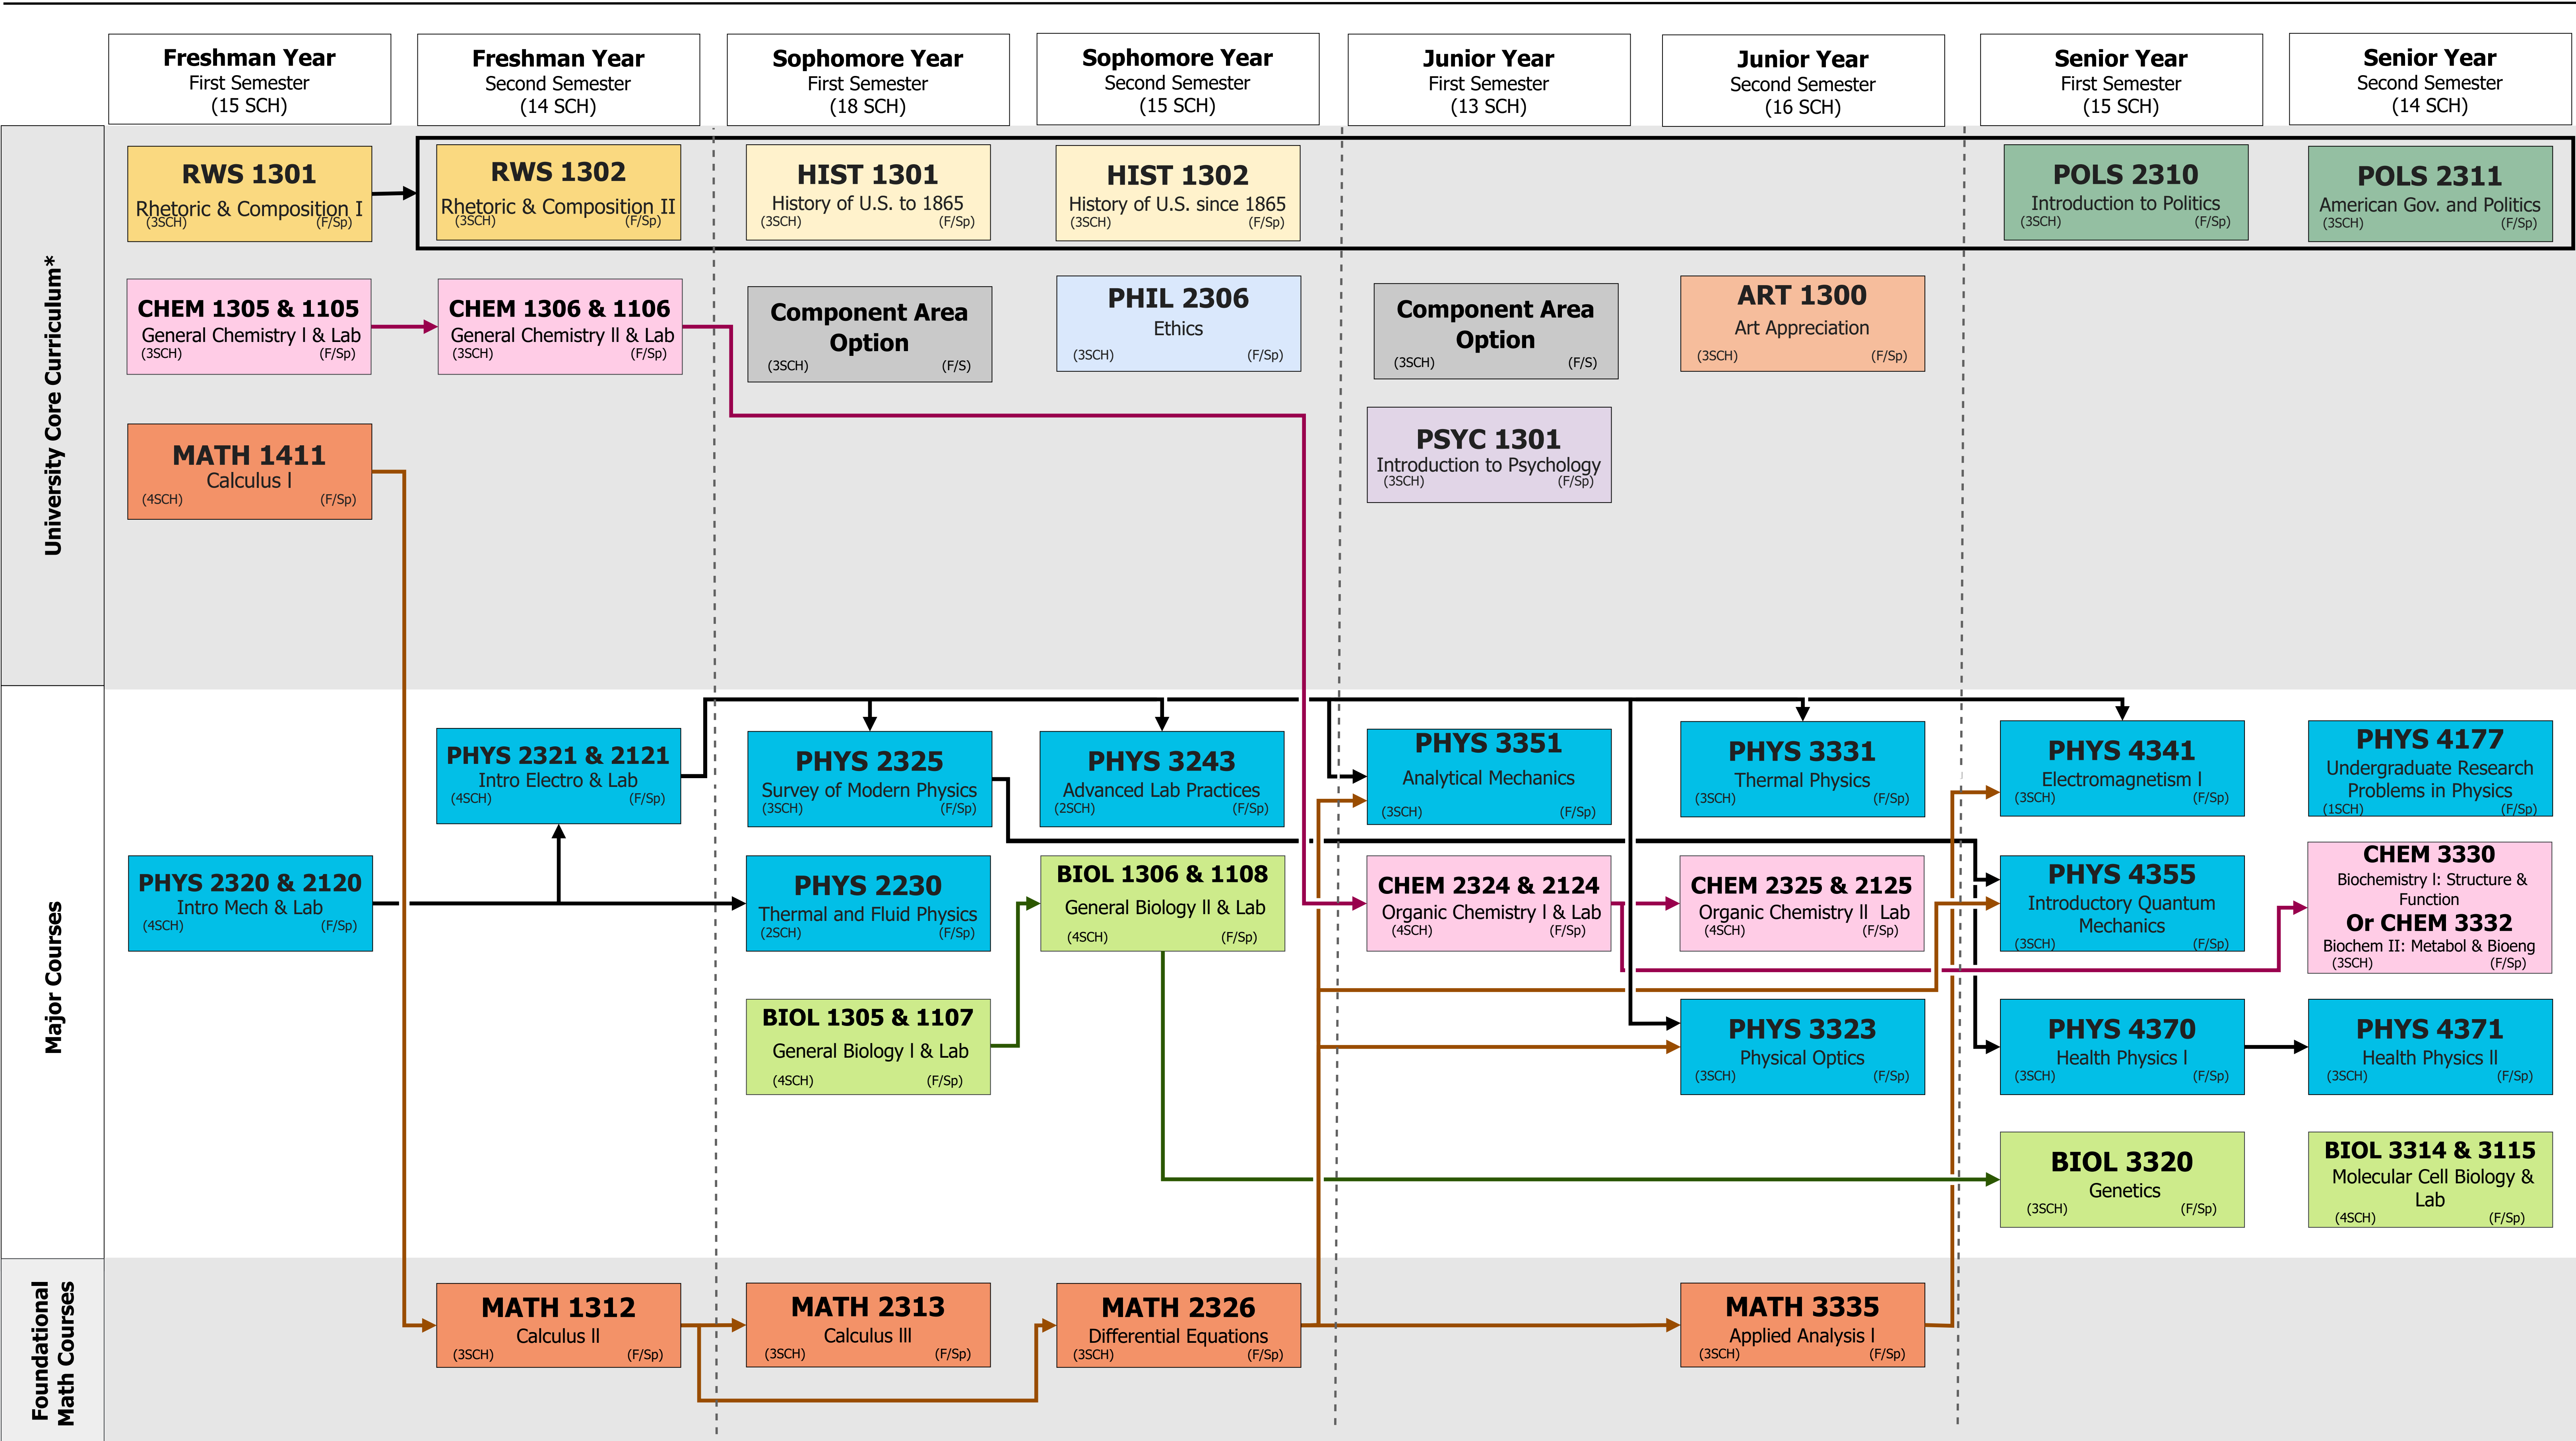 Freshman Year
First Semester
(15 SCH)
Freshman Year
Second Semester
(14 SCH)
Sophomore Year
First Semester
(18 SCH)
Sophomore Year
Second Semester
(15 SCH)
Junior Year
First Semester
(13 SCH)
Junior Year
Second Semester
(16 SCH)
Senior Year
First Semester
(15 SCH)
Senior Year
Second Semester
(14 SCH)
University Core Curriculum*
RWS 1301
Rhetoric & Composition I
(3SCH) (F/Sp)
RWS 1302
Rhetoric & Composition II
(3SCH) (F/Sp)
HIST 1301
History of U.S. to 1865
(3SCH) (F/Sp)
HIST 1302
History of U.S. since 1865
(3SCH) (F/Sp)
POLS 2310
Introduction to Politics
(3SCH) (F/Sp)
POLS 2311
American Gov. and Politics
(3SCH) (F/Sp)
CHEM 1305 & 1105
General Chemistry l & Lab
(3SCH) (F/Sp)
CHEM 1306 & 1106
General Chemistry ll & Lab
(3SCH) (F/Sp)
Component Area
Option
(3SCH) (F/S)
PHIL 2306
Ethics
(3SCH) (F/Sp)
Component Area
Option
(3SCH) (F/S)
ART 1300
Art Appreciation
(3SCH) (F/Sp)
MATH 1411
Calculus l
(4SCH) (F/Sp)
PSYC 1301
Introduction to Psychology
(3SCH) (F/Sp)
Major Courses
PHYS 2321 & 2121
Intro Electro & Lab
(4SCH) (F/Sp)
PHYS 2325
Survey of Modern Physics
(3SCH) (F/Sp)
PHYS 3243
Advanced Lab Practices
(2SCH) (F/Sp)
PHYS 3351
Analytical Mechanics
(3SCH) (F/Sp)
PHYS 3331
Thermal Physics
(3SCH) (F/Sp)
PHYS 4341
Electromagnetism l
(3SCH) (F/Sp)
PHYS 4177
Undergraduate Research
Problems in Physics
(1SCH) (F/Sp)
PHYS 2320 & 2120
Intro Mech & Lab
(4SCH) (F/Sp)
PHYS 2230
Thermal and Fluid Physics
(2SCH) (F/Sp)
BIOL 1306 & 1108
General Biology ll & Lab
(4SCH) (F/Sp)
CHEM 2324 & 2124
Organic Chemistry l & Lab
(4SCH) (F/Sp)
CHEM 2325 & 2125
Organic Chemistry ll Lab
(4SCH) (F/Sp)
PHYS 4355
Introductory Quantum
Mechanics
(3SCH) (F/Sp)
CHEM 3330
Biochemistry l: Structure &
Function
Or CHEM 3332
Biochem II: Metabol & Bioeng
(3SCH) (F/Sp)
BIOL 1305 & 1107
General Biology l & Lab
(4SCH) (F/Sp)
PHYS 3323
Physical Optics
(3SCH) (F/Sp)
PHYS 4370
Health Physics l
(3SCH) (F/Sp)
PHYS 4371
Health Physics ll
(3SCH) (F/Sp)
BIOL 3320
Genetics
(3SCH) (F/Sp)
BIOL 3314 & 3115
Molecular Cell Biology &
Lab
(4SCH) (F/Sp)
Foundational
Math Courses
MATH 1312
Calculus ll
(3SCH) (F/Sp)
MATH 2313
Calculus lll
(3SCH) (F/Sp)
MATH 2326
Differential Equations
(3SCH) (F/Sp)
MATH 3335
Applied Analysis l
(3SCH) (F/Sp)